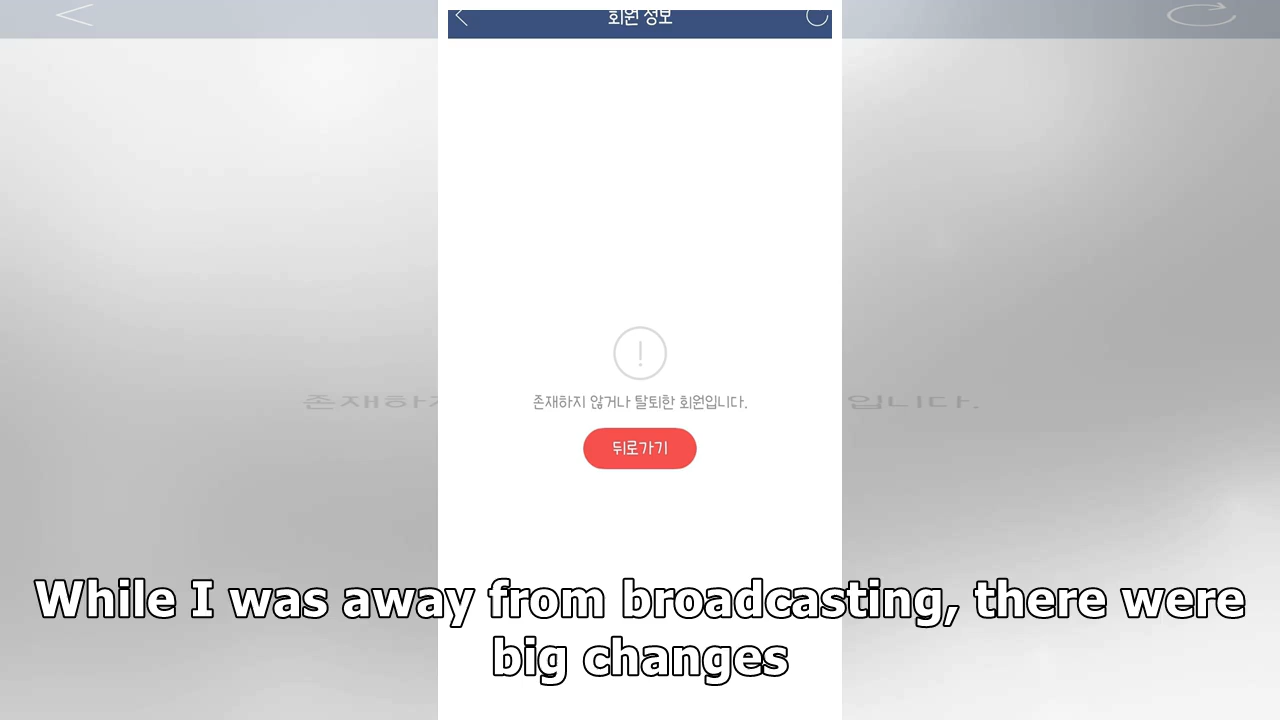 회원 정보
존재하지 않거나 탈퇴한 회원입니다.
뒤로가기
While I was away from broadcasting, there were
big changes